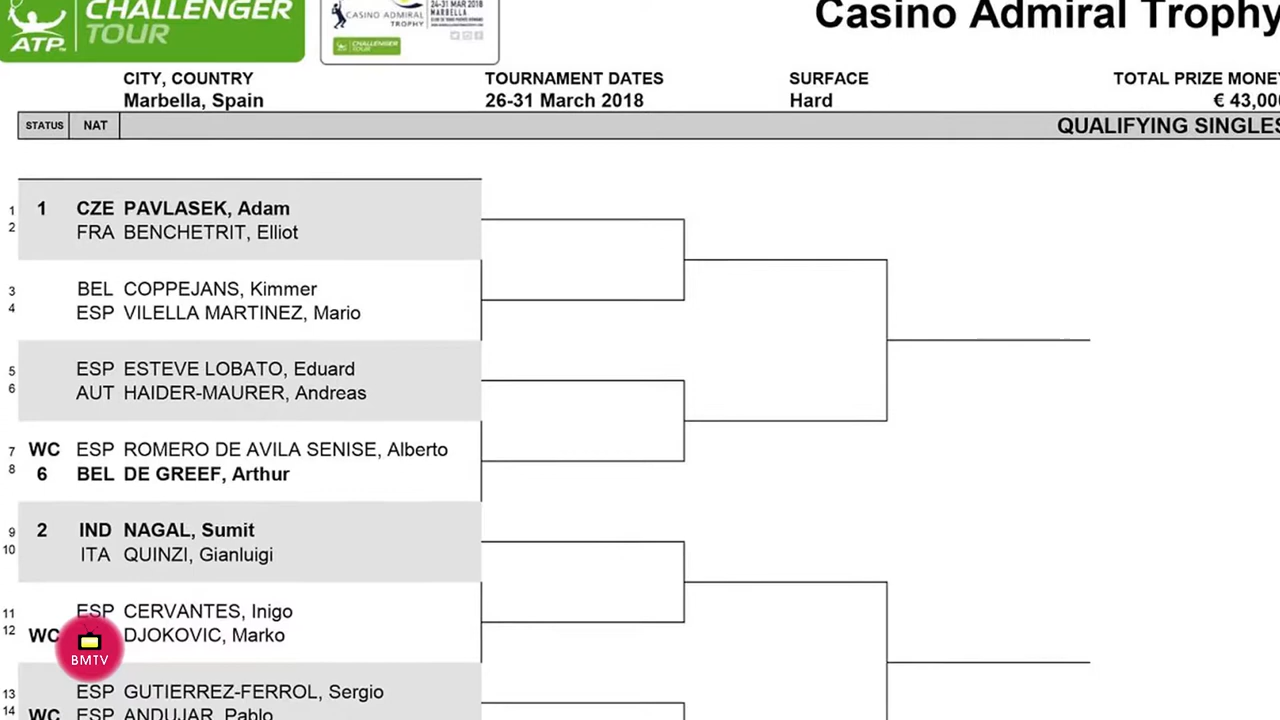 CHALLENGER
TOUR
ATP
24-31 MAR 2018
MARBELLA
CASINO ADMIRAL
TROPHY
CHALLENGER
TOUR
Casino Admiral Trophy
CITY, COUNTRY TOURNAMENT DATES SURFACE TOTAL PRIZE MONEY
Marbella, Spain 26-31 March 2018 Hard € 43,000
STATUS NAT QUALIFYING SINGLES
1 1 CZE PAVLASEK, Adam
2 FRA BENCHETRIT, Elliot
3 BEL COPPEJANS, Kimmer
4 ESP VILELLA MARTINEZ, Mario
5 ESP ESTEVE LOBATO, Eduard
6 AUT HAIDER-MAURER, Andreas
7 WC ESP ROMERO DE AVILA SENISE, Alberto
8 6 BEL DE GREEF, Arthur
9 2 IND NAGAL, Sumit
10 ITA QUINZI, Gianluigi
11 ESP CERVANTES, Inigo
12 WC DJOKOVIC, Marko
BMTV
13 ESP GUTIERREZ-FERROL, Sergio
14 WC ESP ANDUJAR, Pablo